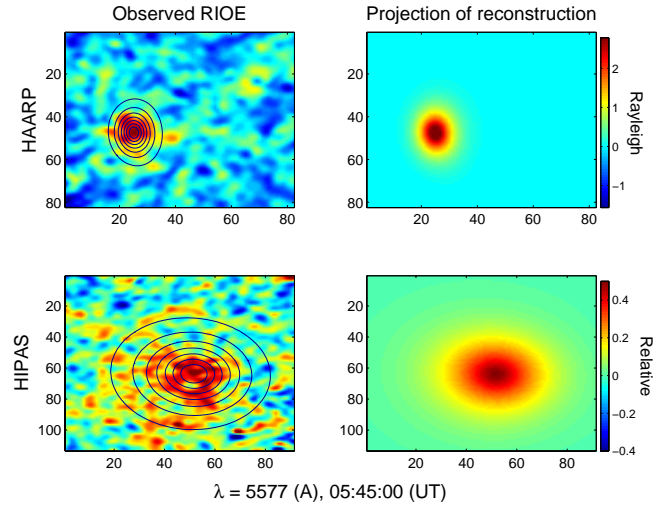 Observed RIOE
Projection of reconstruction
HAARP
20
40
60
80
20 40 60 80
20
40
60
80
20 40 60 80
2
1
0
−1
Rayleigh
HIPAS
20
40
60
80
100
20 40 60 80
20
40
60
80
100
20 40 60 80
0.4
0.2
0
−0.2
−0.4
Relative
λ = 5577 (A), 05:45:00 (UT)